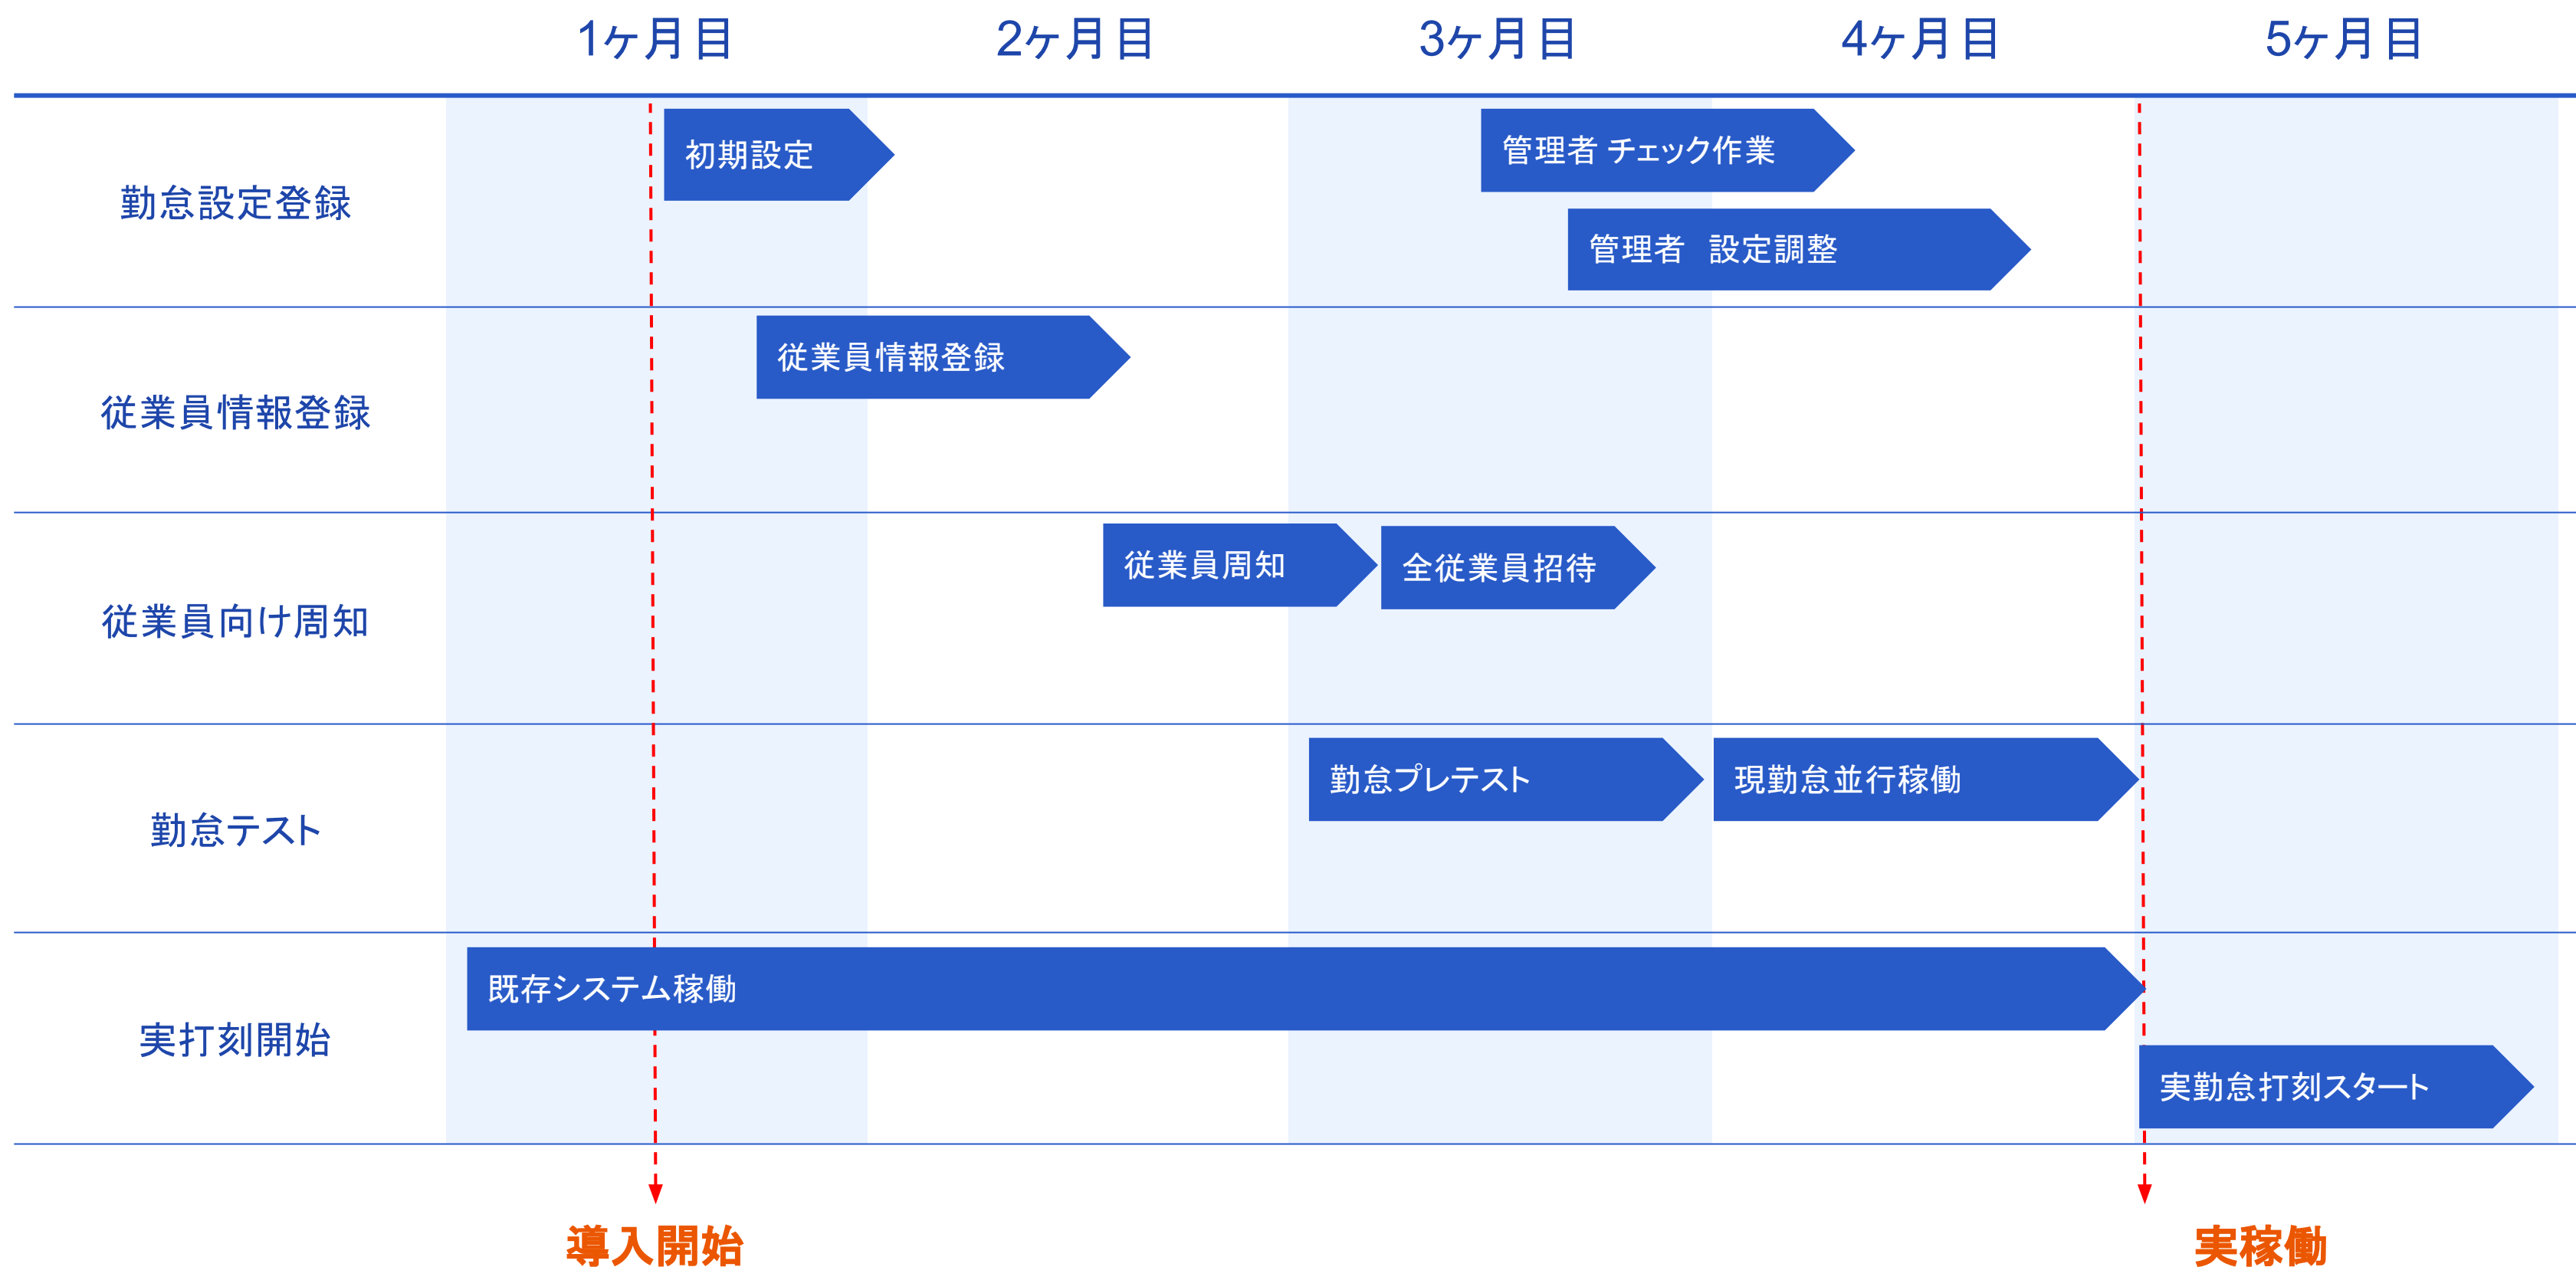 1ヶ月目 2ヶ月目 3ヶ月目 4ヶ月目 5ヶ月目
勤怠設定登録
初期設定
管理者 チェック作業
管理者　設定調整
従業員情報登録
従業員情報登録
従業員向け周知
従業員周知
全従業員招待
勤怠テスト
勤怠プレテスト
現勤怠並行稼働
実打刻開始
既存システム稼働
実勤怠打刻スタート
導入開始
実稼働